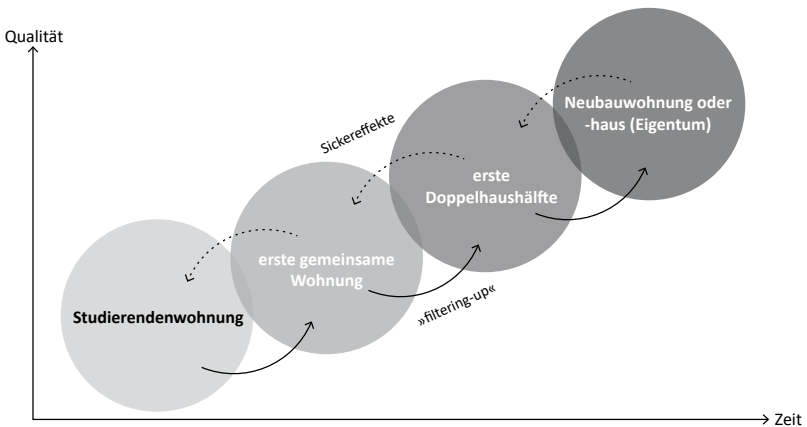 Qualität
Neubauwohnung oder
-haus (Eigentum)
Sickereffekte
erste
Doppelhaushälfte
erste gemeinsame
Wohnung
»filtering-up«
Studierendenwohnung
Zeit